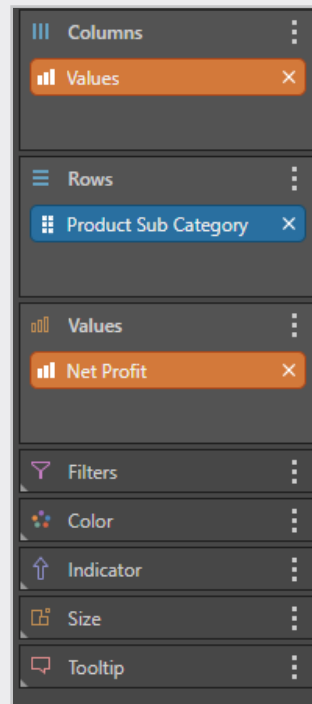 Columns
Values
Rows
Product Sub Category
Values
Net Profit
Filters
Color
Indicator
Size
Tooltip